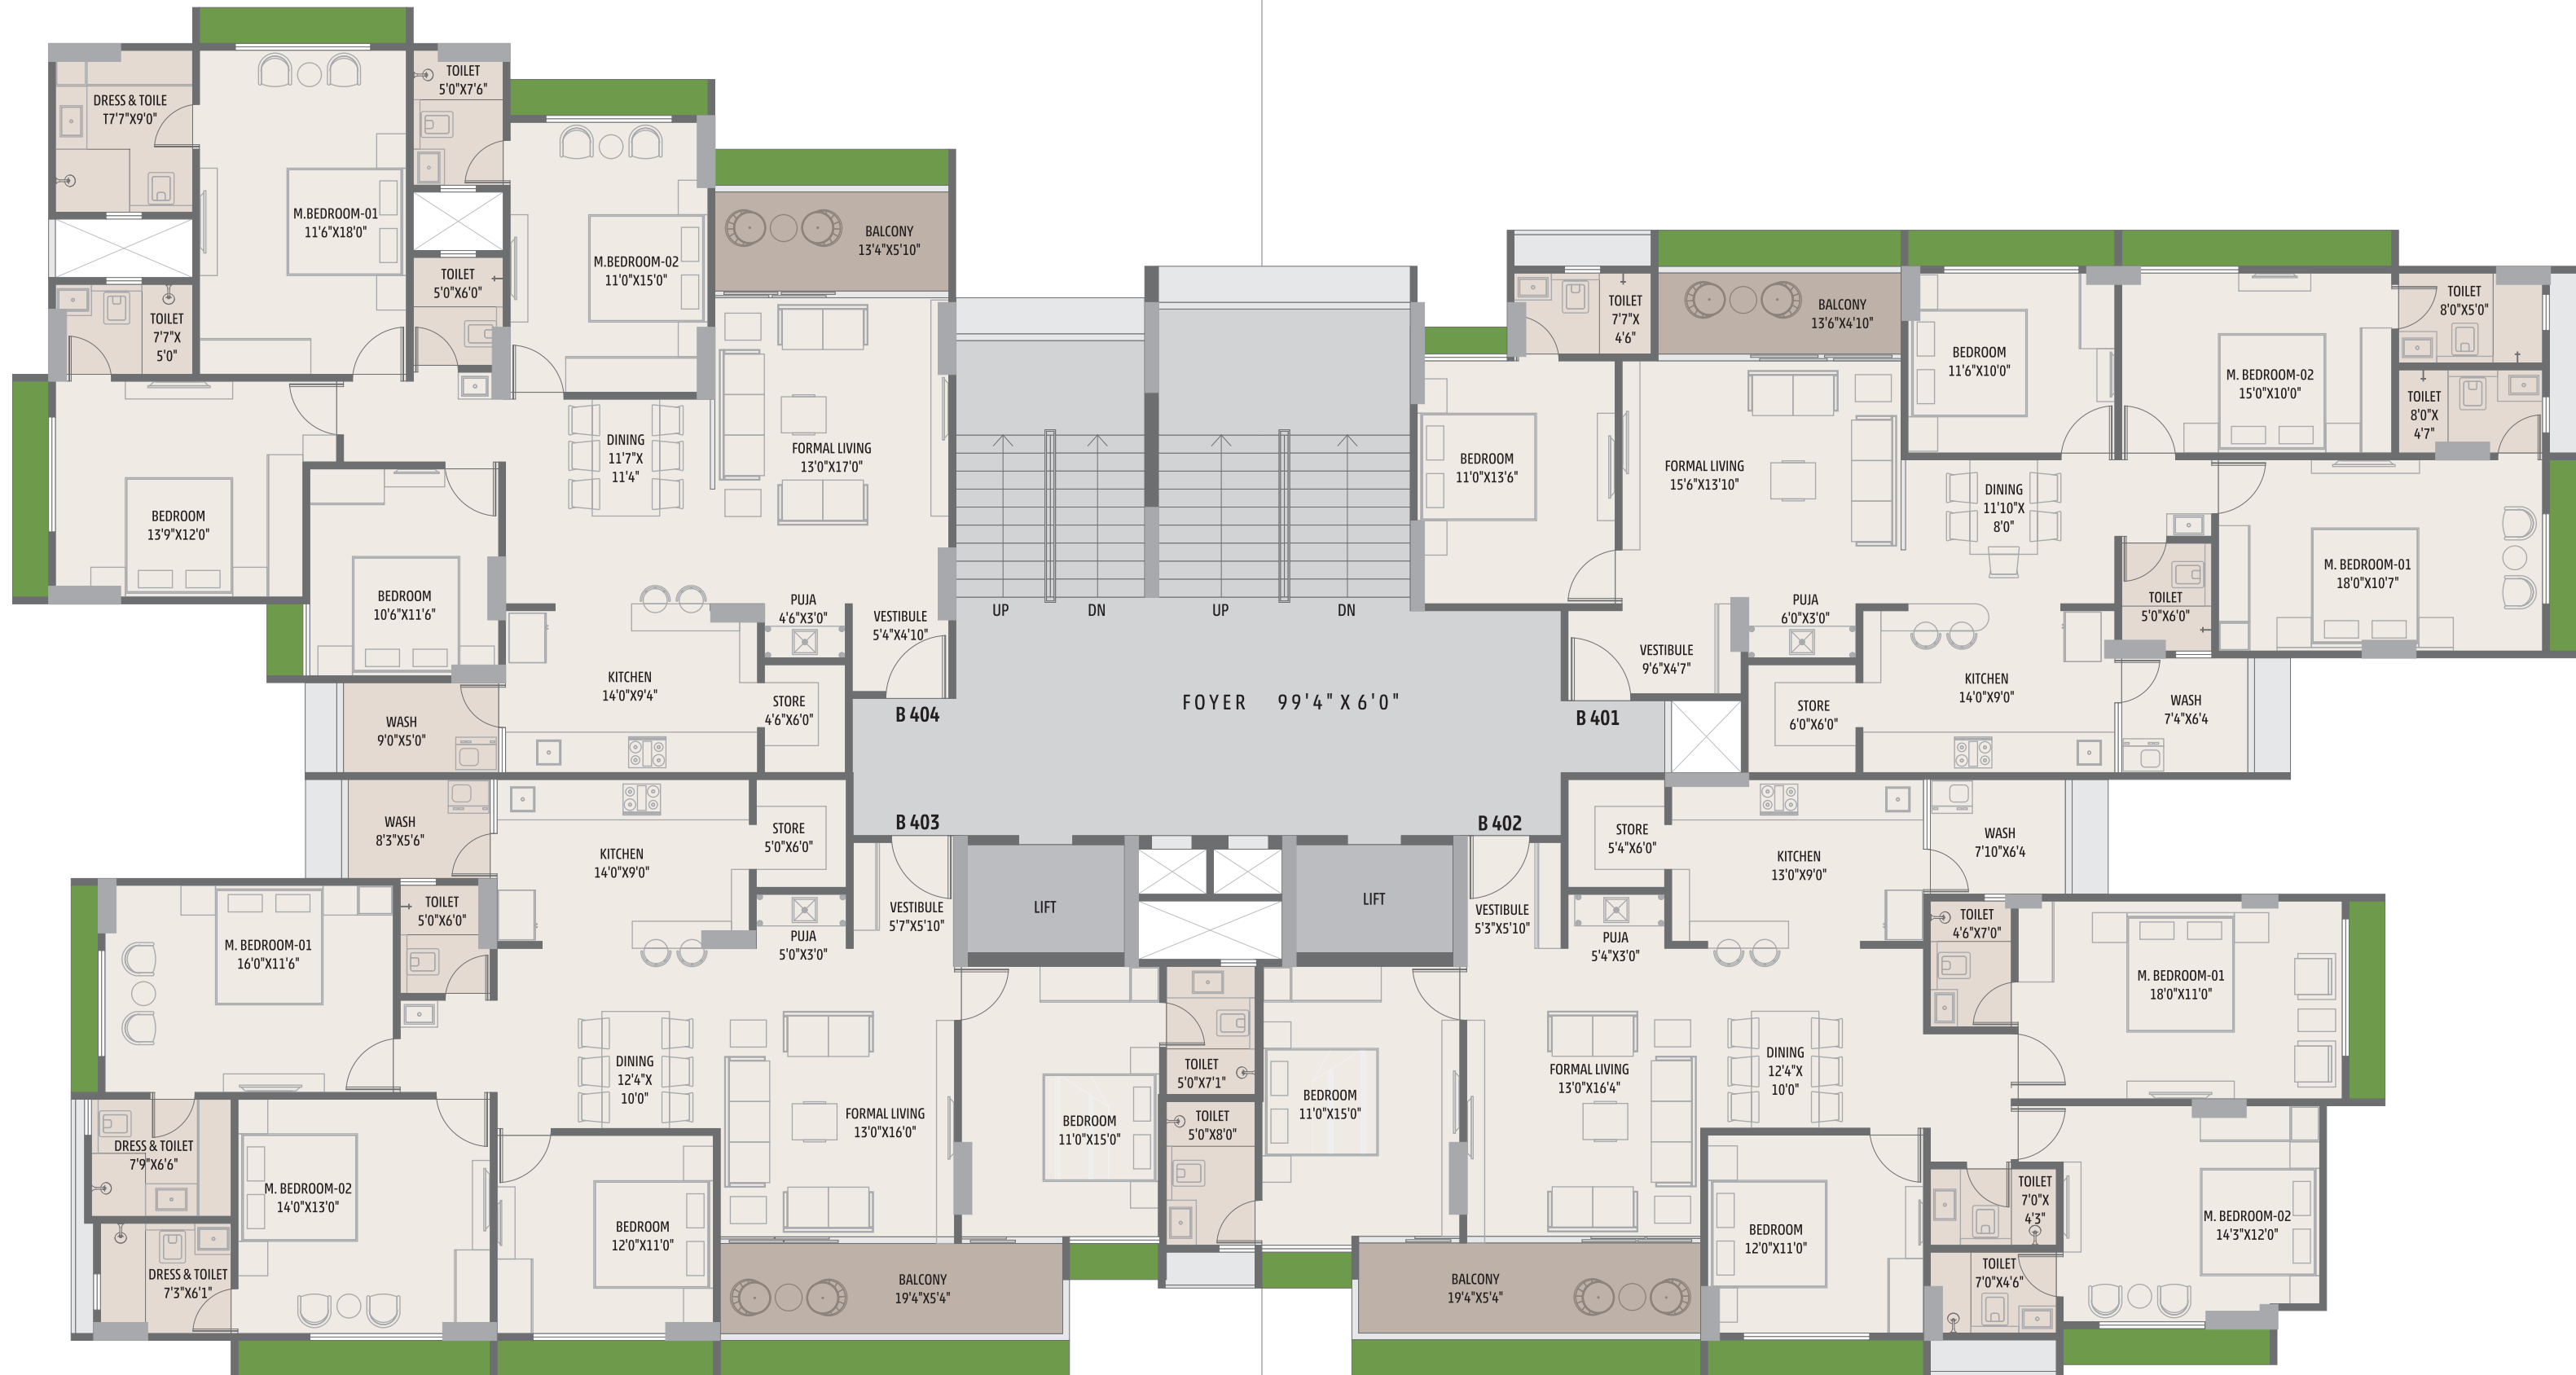 DRESS & TOILE
T7'7"X9'0"
M.BEDROOM-01
11'6"X18'0"
TOILET
5'0"X7'6"
TOILET
5'0"X6'0"
M.BEDROOM-02
11'0"X15'0"
BALCONY
13'4"X5'10"
TOILET
7'7"X
5'0"
BEDROOM
13'9"X12'0"
BEDROOM
10'6"X11'6"
DINING
11'7"X
11'4"
FORMAL LIVING
13'0"X17'0"
PUJA
4'6"X3'0"
VESTIBULE
5'4"X4'10"
KITCHEN
14'0"X9'4"
STORE
4'6"X6'0"
WASH
9'0"X5'0"
B 404
UP
DN
UP
DN
FOYER 99'4" X 6'0"
TOILET
7'7"X
4'6"
BALCONY
13'6"X4'10"
BEDROOM
11'6"X10'0"
M. BEDROOM-02
15'0"X10'0"
TOILET
8'0"X5'0"
TOILET
8'0"X
4'7"
BEDROOM
11'0"X13'6"
FORMAL LIVING
15'6"X13'10"
DINING
11'10"X
8'0"
M. BEDROOM-01
18'0"X10'7"
TOILET
5'0"X6'0"
PUJA
6'0"X3'0"
VESTIBULE
9'6"X4'7"
KITCHEN
14'0"X9'0"
STORE
6'0"X6'0"
WASH
7'4"X6'4
B 401
WASH
8'3"X5'6"
KITCHEN
14'0"X9'0"
STORE
5'0"X6'0"
B 403
VESTIBULE
5'7"X5'10"
PUJA
5'0"X3'0"
TOILET
5'0"X6'0"
M. BEDROOM-01
16'0"X11'6"
DINING
12'4"X
10'0"
FORMAL LIVING
13'0"X16'0"
BEDROOM
11'0"X15'0"
DRESS & TOILET
7'9"X6'6"
M. BEDROOM-02
14'0"X13'0"
BEDROOM
12'0"X11'0"
DRESS & TOILET
7'3"X6'1"
BALCONY
19'4"X5'4"
LIFT
LIFT
TOILET
5'0"X7'1"
TOILET
5'0"X8'0"
B 402
VESTIBULE
5'3"X5'10"
STORE
5'4"X6'0"
PUJA
5'4"X3'0"
KITCHEN
13'0"X9'0"
WASH
7'10"X6'4
TOILET
4'6"X7'0"
M. BEDROOM-01
18'0"X11'0"
BEDROOM
11'0"X15'0"
FORMAL LIVING
13'0"X16'4"
DINING
12'4"X
10'0"
BEDROOM
12'0"X11'0"
TOILET
7'0"X
4'3"
TOILET
7'0"X4'6"
M. BEDROOM-02
14'3"X12'0"
BALCONY
19'4"X5'4"